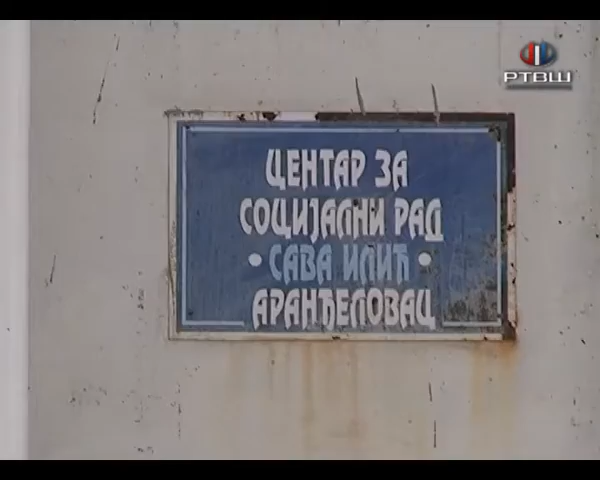 РТВШ
ЦЕНТАР ЗА
СОЦИЈАЛНИ РАД
• САВА ИЛИЋ •
АРАНЂЕЛОВАЦ